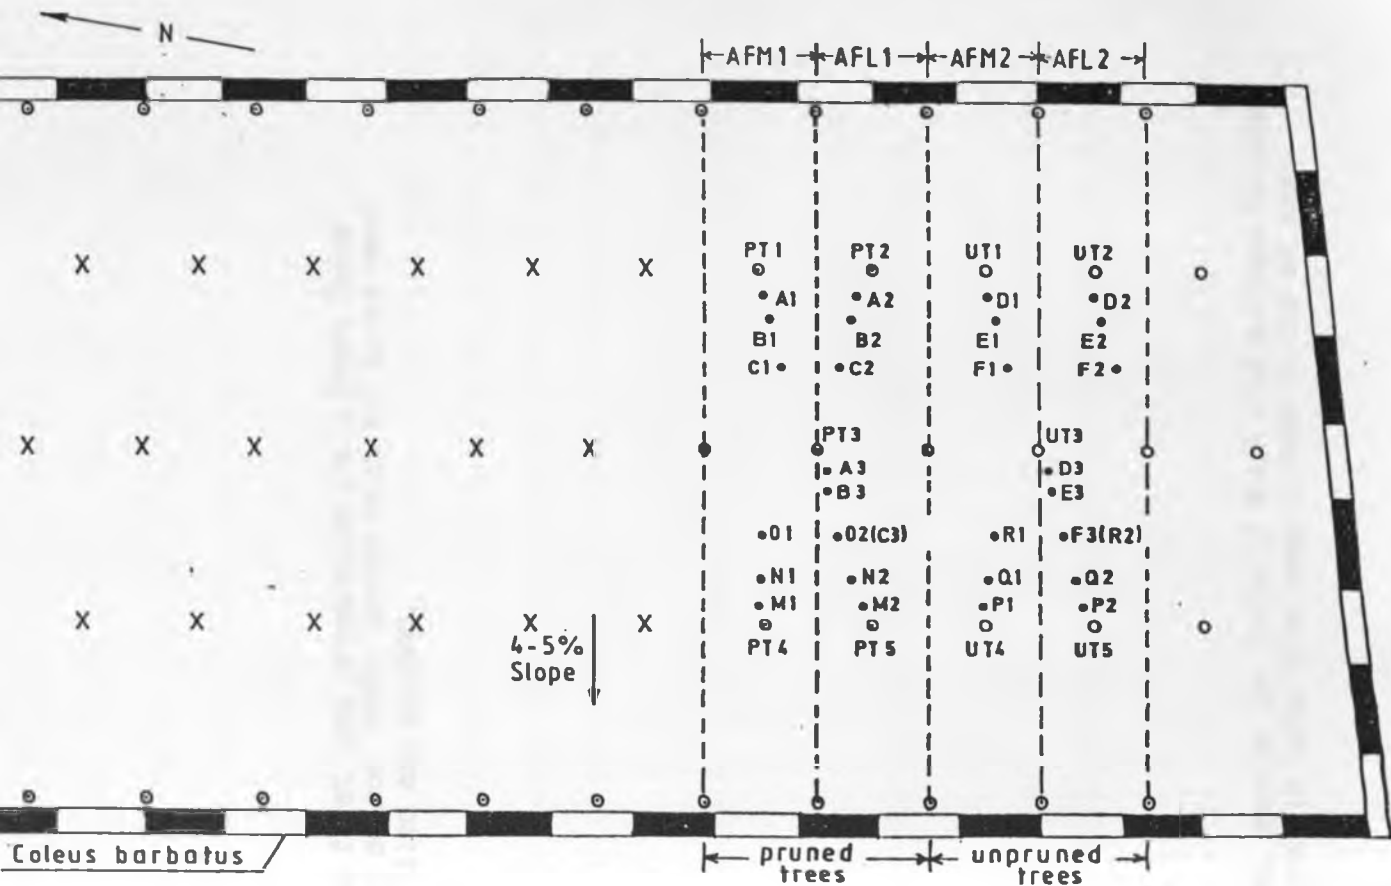 N
AFM1 AFL1 AFM2 AFL2
X X X X X X
PT1 PT2 UT1 UT2
A1 A2 D1 D2
B1 B2 E1 E2
C1 C2 F1 F2
X X X X X X
PT3 UT3
A3 D3
B3 E3
O1 O2(C3) R1 F3(R2)
N1 N2 Q1 Q2
M1 M2 P1 P2
X X X X X X
PT4 PT5 UT4 UT5
4-5%
Slope
Coleus barbatus
pruned
trees
unpruned
trees